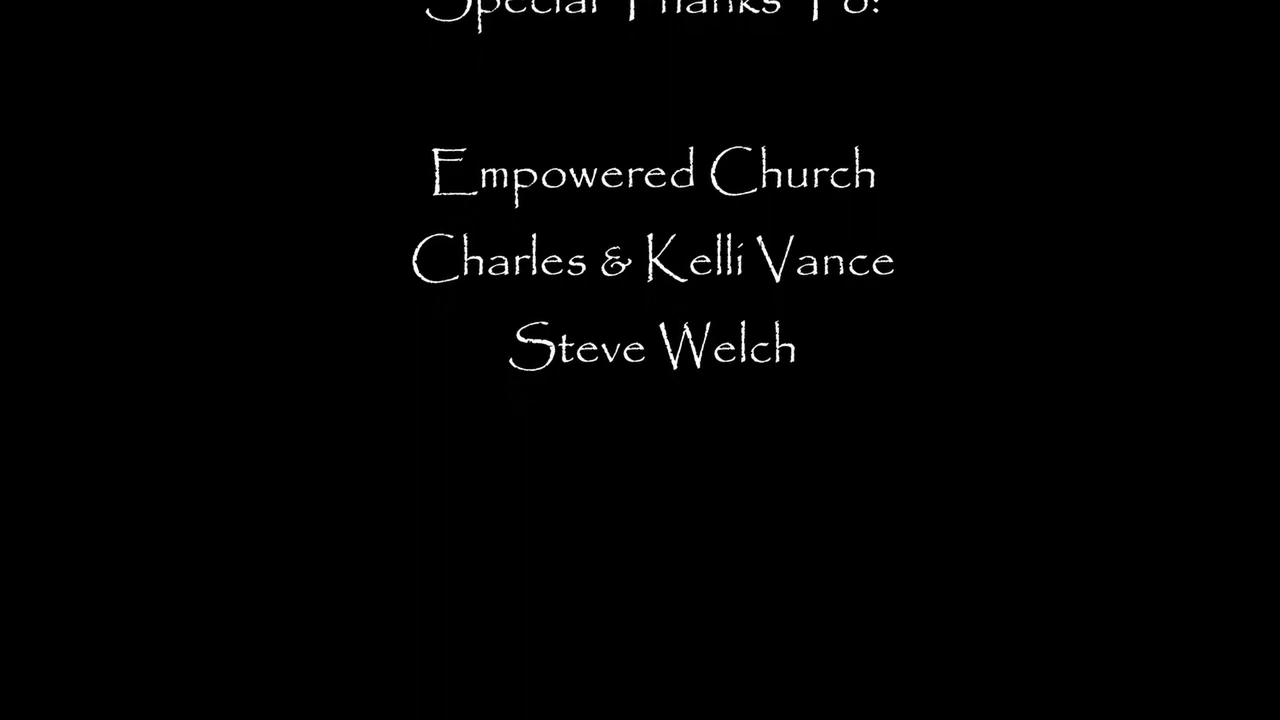 Special Thanks To:
Empowered Church
Charles & Kelli Vance
Steve Welch